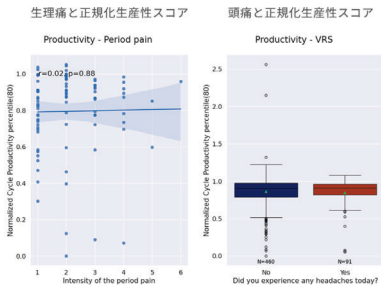 生理痛と正規化生産性スコア
Productivity - Period pain
Normalized Cycle Productivity percentile(BD)
1.0
0.8
0.6
0.4
0.2
0.0
r=0.02, p=0.88
1
2
3
4
5
6
Intensity of the period pain
頭痛と正規化生産性スコア
Productivity - VRS
Normalized Cycle Productivity percentile(BD)
2.5
2.0
1.5
1.0
0.5
0.0
N=460
N=91
No
Yes
Did you experience any headaches today?